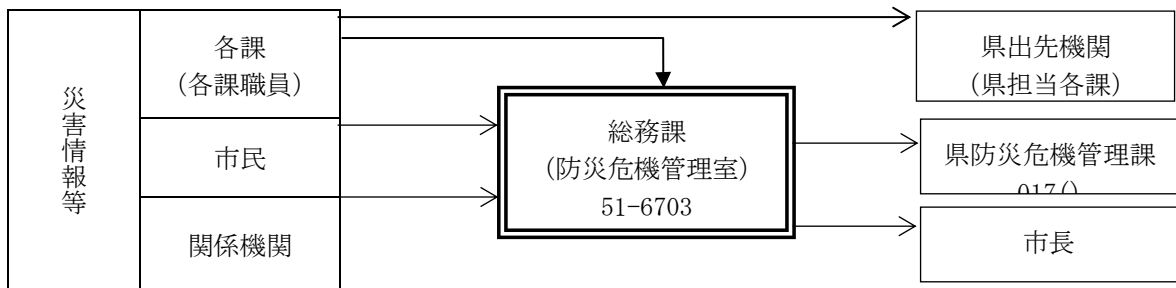 災害情報等
各課
(各課職員)
市民
関係機関
総務課
(防災危機管理室)
51-6703
県出先機関
(県担当各課)
県防災危機管理課
017()
市長